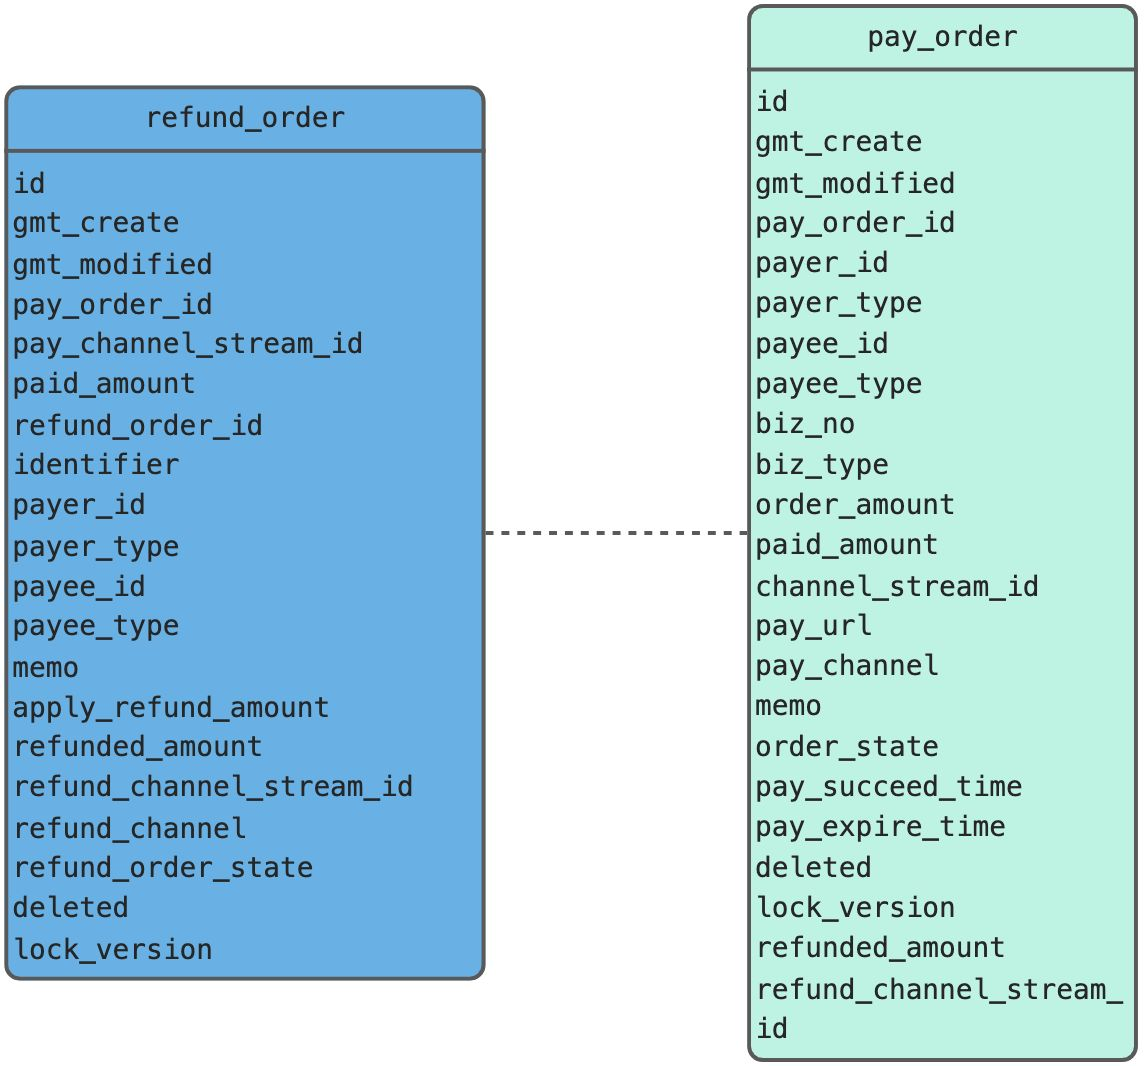 refund_order
id
gmt_create
gmt_modified
pay_order_id
pay_channel_stream_id
paid_amount
refund_order_id
identifier
payer_id
payer_type
payee_id
payee_type
memo
apply_refund_amount
refunded_amount
refund_channel_stream_id
refund_channel
refund_order_state
deleted
lock_version
pay_order
id
gmt_create
gmt_modified
pay_order_id
payer_id
payer_type
payee_id
payee_type
biz_no
biz_type
order_amount
paid_amount
channel_stream_id
pay_url
pay_channel
memo
order_state
pay_succeed_time
pay_expire_time
deleted
lock_version
refunded_amount
refund_channel_stream_
id